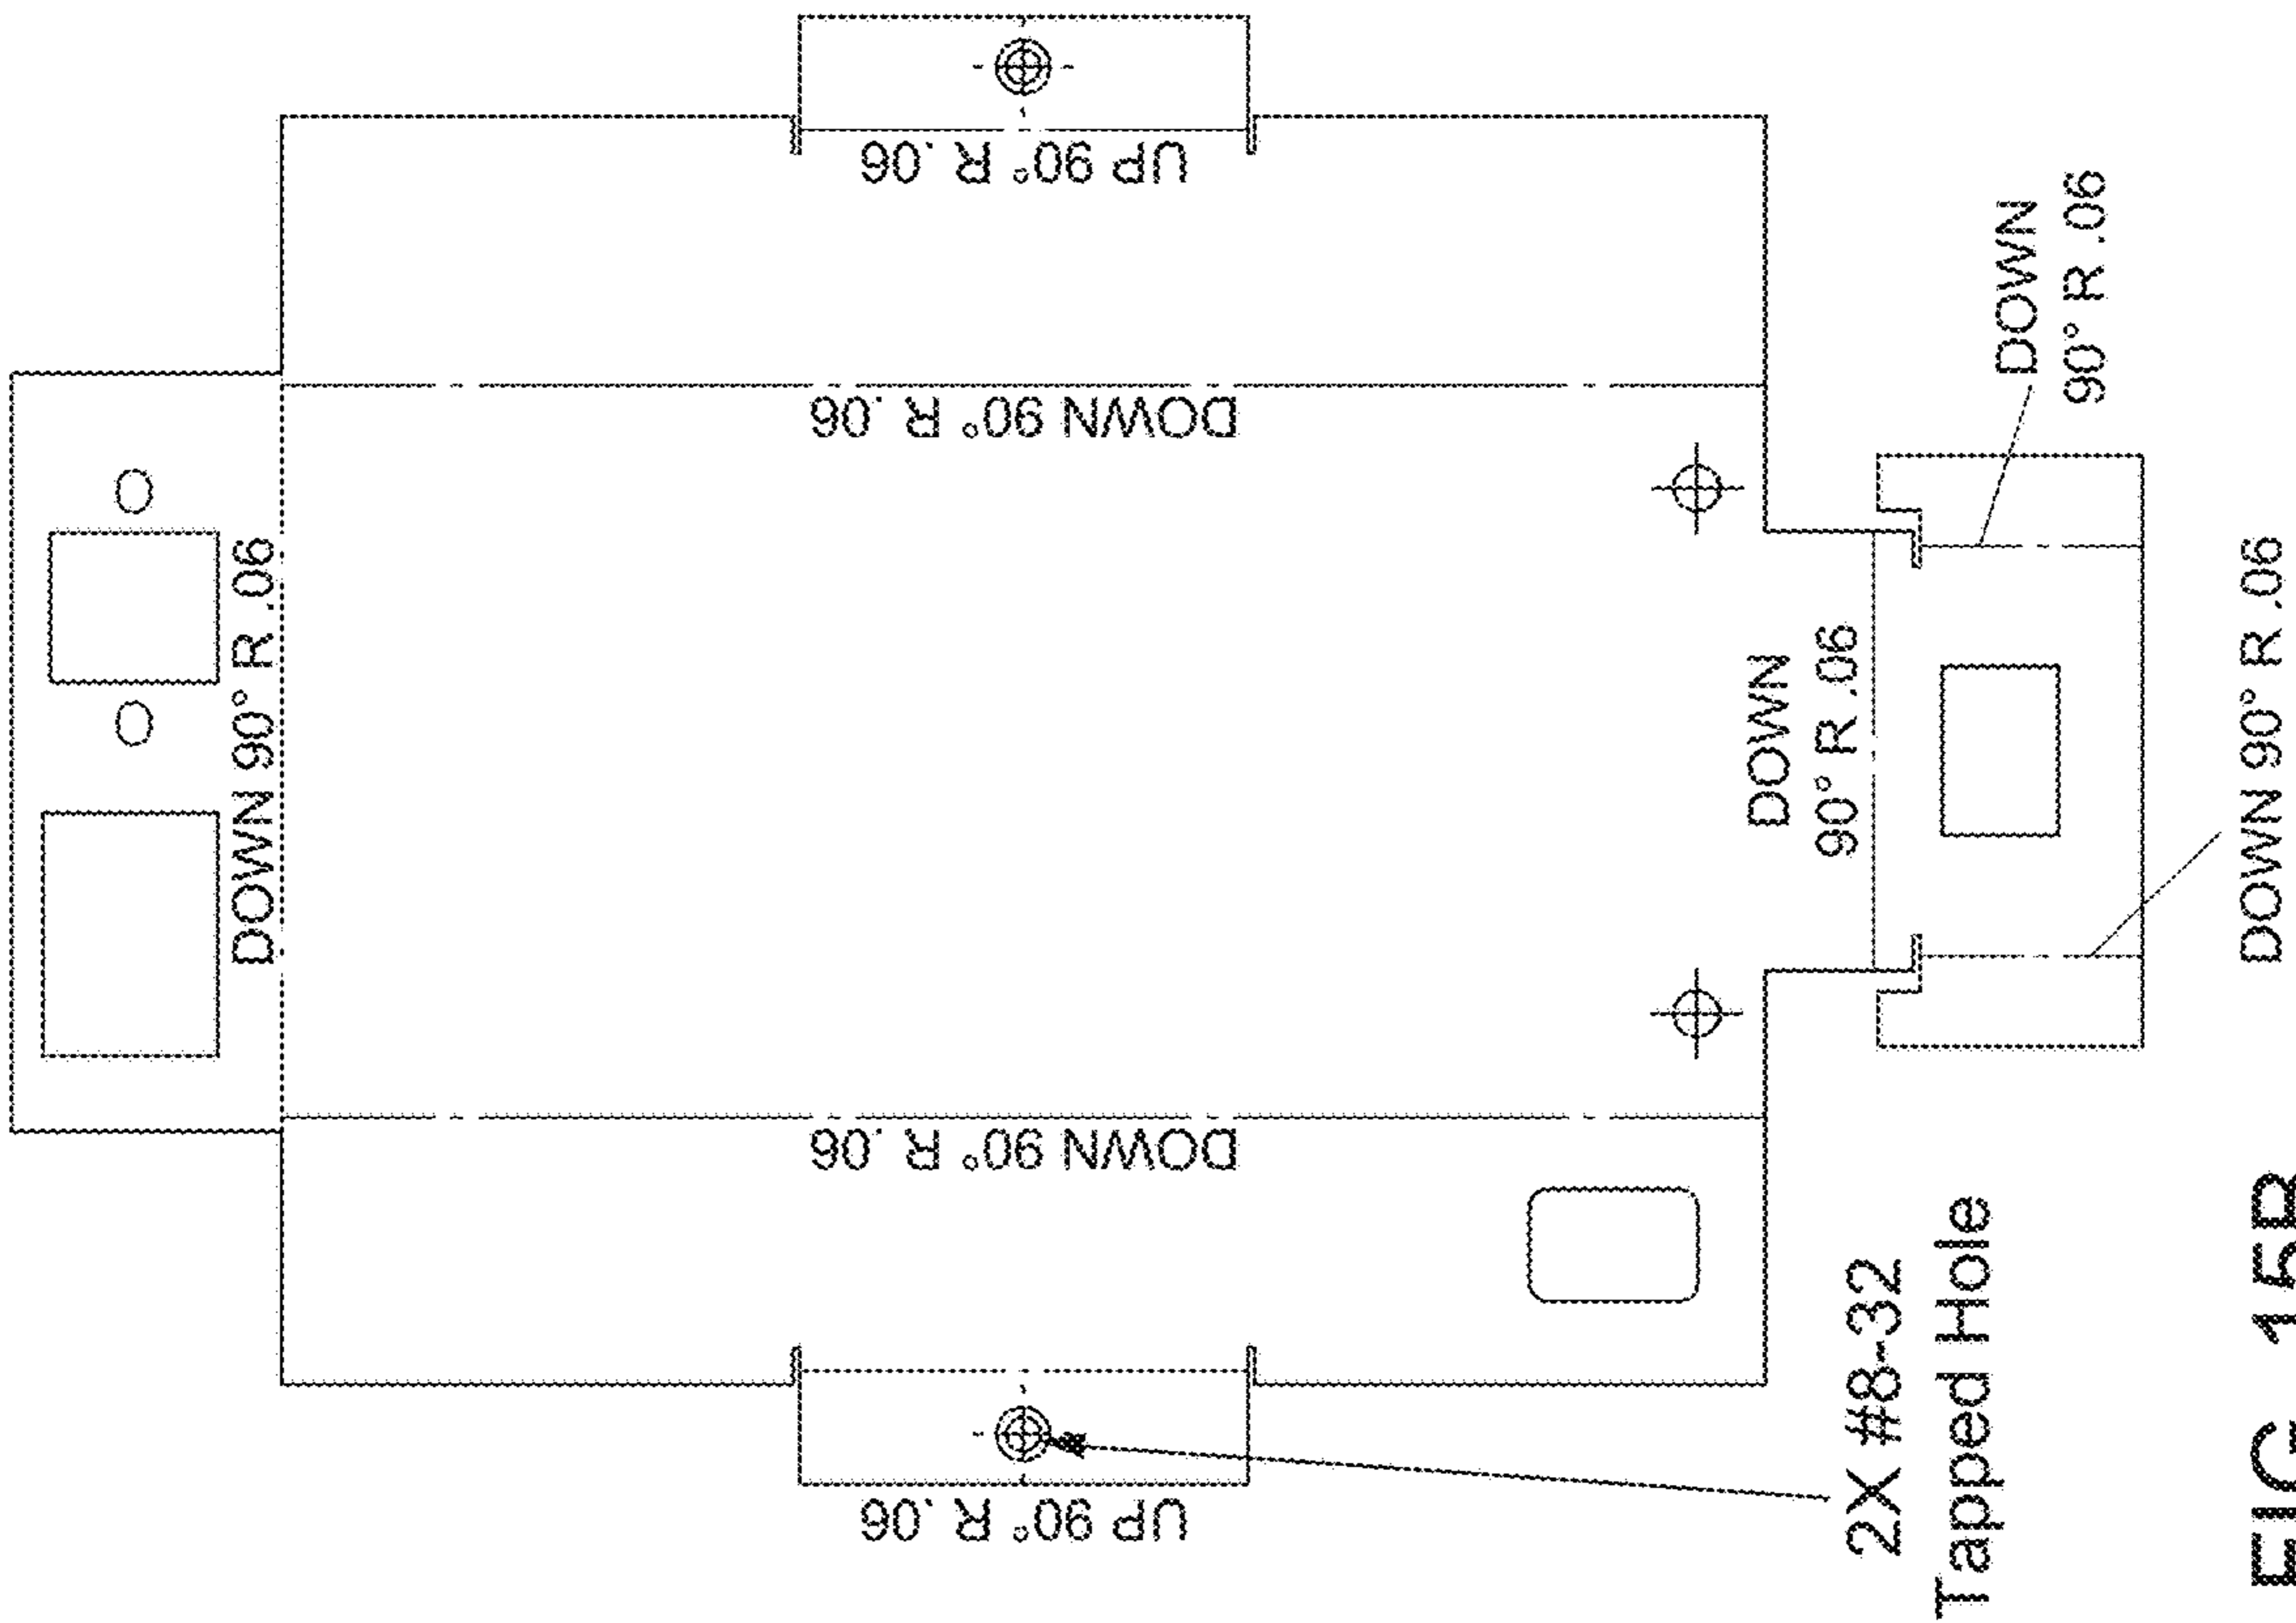 DOWN 90° R .06
UP 90° R .06
DOWN 90° R .06
DOWN 90° R .06
UP 90° R .06
DOWN
90° R .06
DOWN
90° R .06
DOWN 90° R .06
2X #8-32
Tapped Hole
FIG 15B